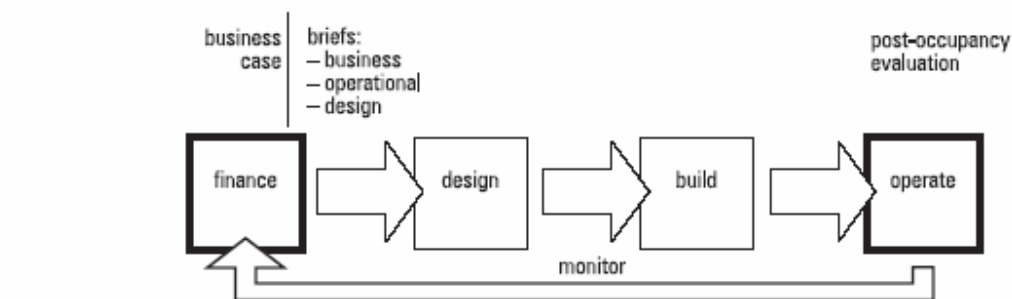 business
case
briefs:
– business
– operational
– design
post-occupancy
evaluation
finance
design
build
operate
monitor